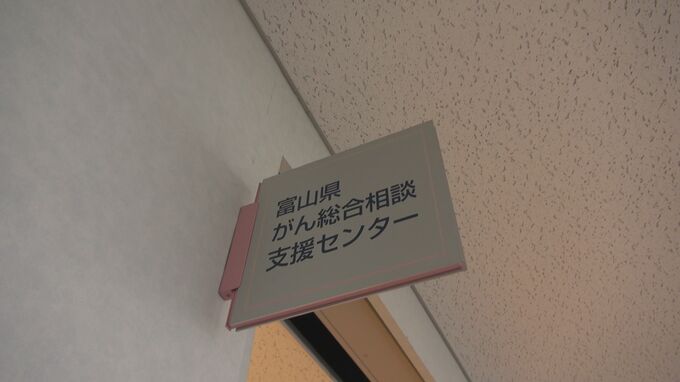 富山県
がん総合相談
支援センター